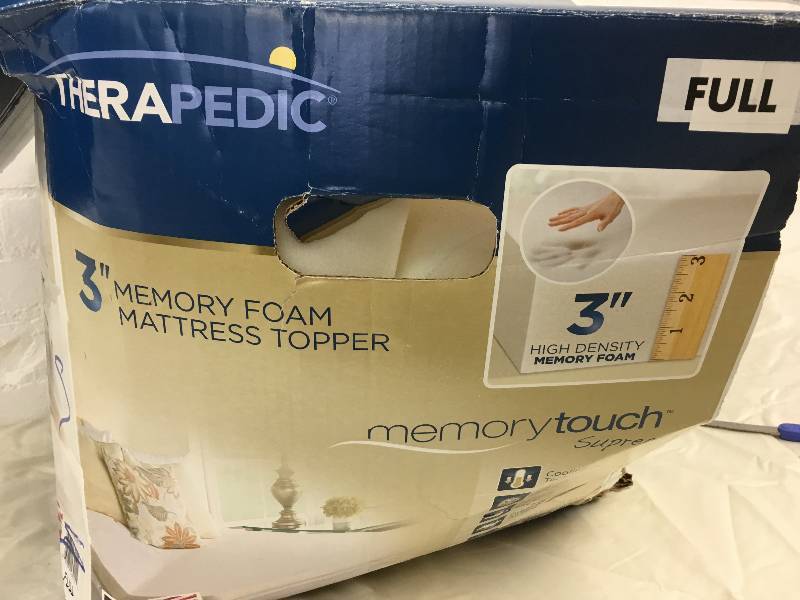 THERAPEDIC®
FULL
3" MEMORY FOAM
MATTRESS TOPPER
3"
HIGH DENSITY
MEMORY FOAM
1 2 3
memorytouch™